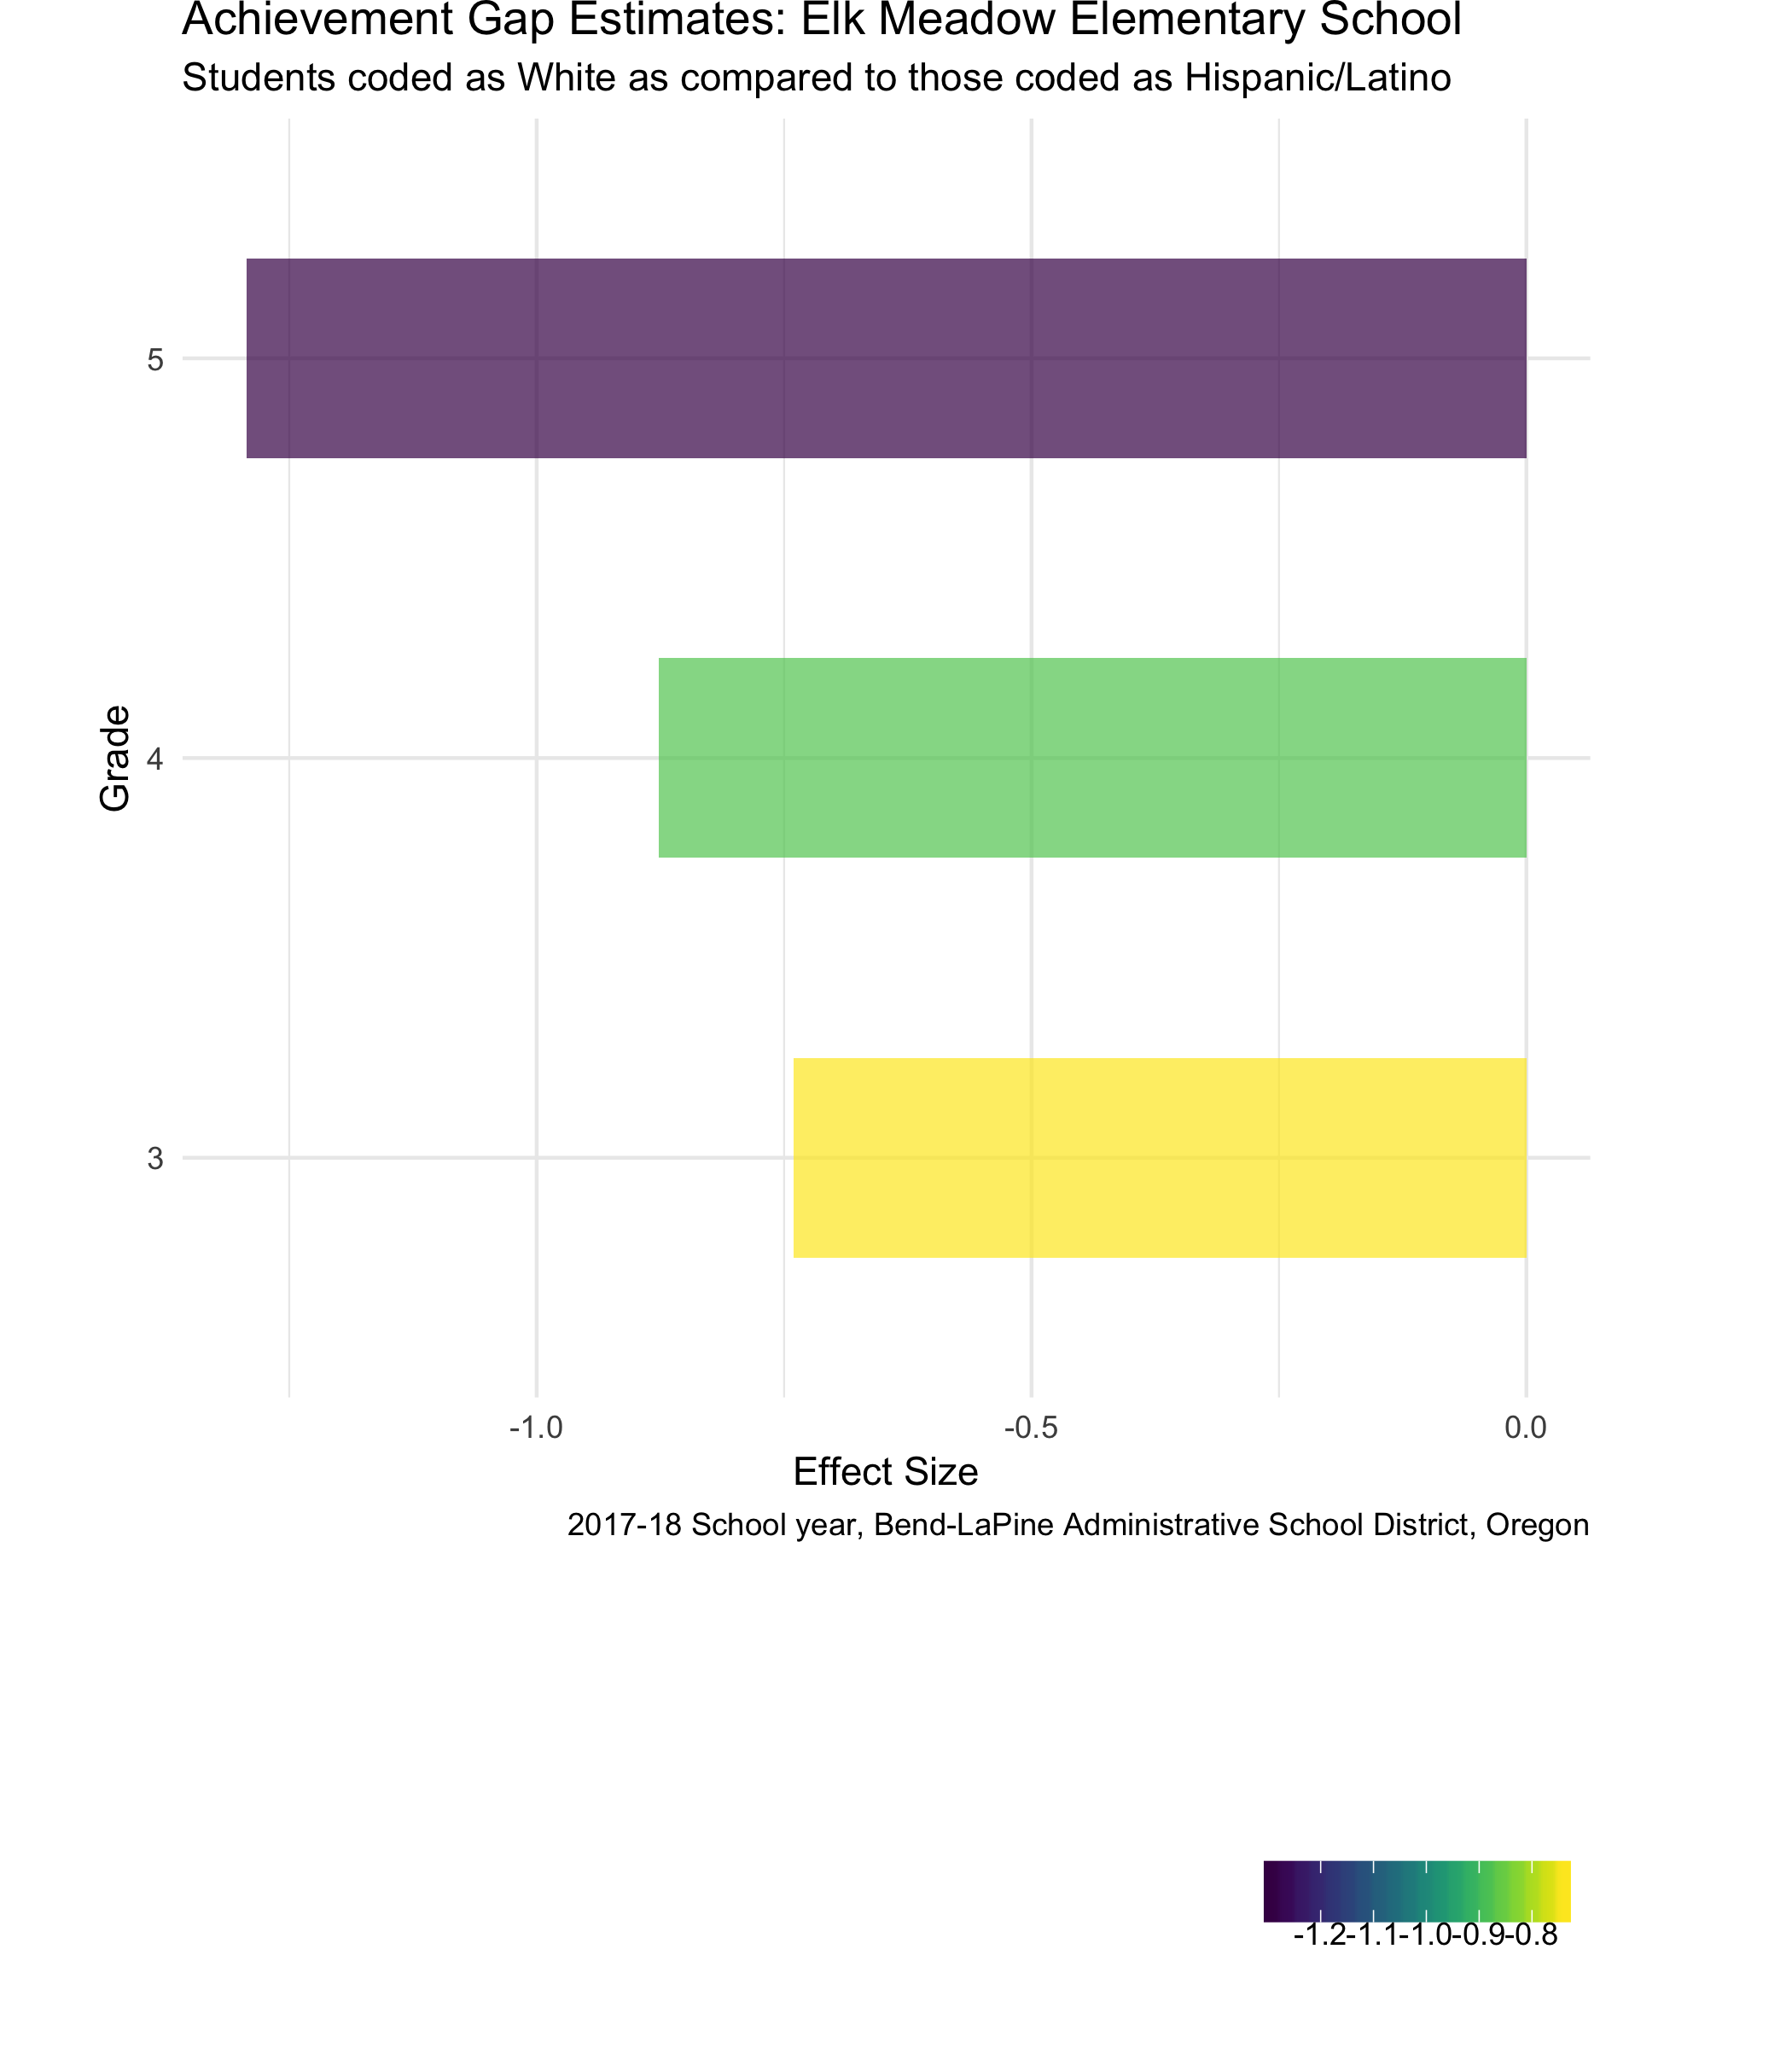 Achievement Gap Estimates: Elk Meadow Elementary School
Students coded as White as compared to those coded as Hispanic/Latino
5
4
Grade
3
-1.0 -0.5 0.0
Effect Size
2017-18 School year, Bend-LaPine Administrative School District, Oregon
-1.2 -1.1 -1.0 -0.9 -0.8